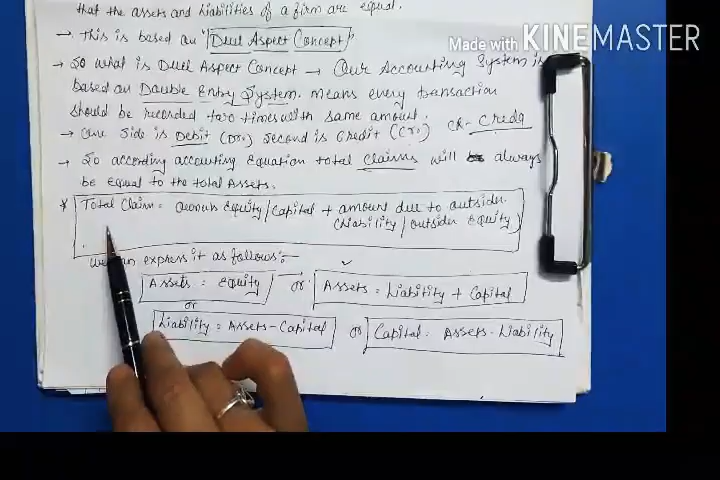 that the assets and liabilities of a firm are equal.
Made with KINEMASTER
→ This is based on "Duel Aspect Concept"
→ So what is Duel Aspect Concept → Our Accounting System is
based on Double Entry System. means every transaction
should be recorded two times with same amount.
→ One side is Debit (Dr.) second is Credit (Cr.) CR- Credit
→ So according accounting Equation total claims will always
be equal to the total Assets.
* Total Claim = owner's Equity/Capital + amount due to outsider
(Liability/outsider Equity)
We can express it as follows:-
Assets = Equity or Assets = Liability + Capital
or
Liability = Assets - Capital or Capital - Assets - Liability